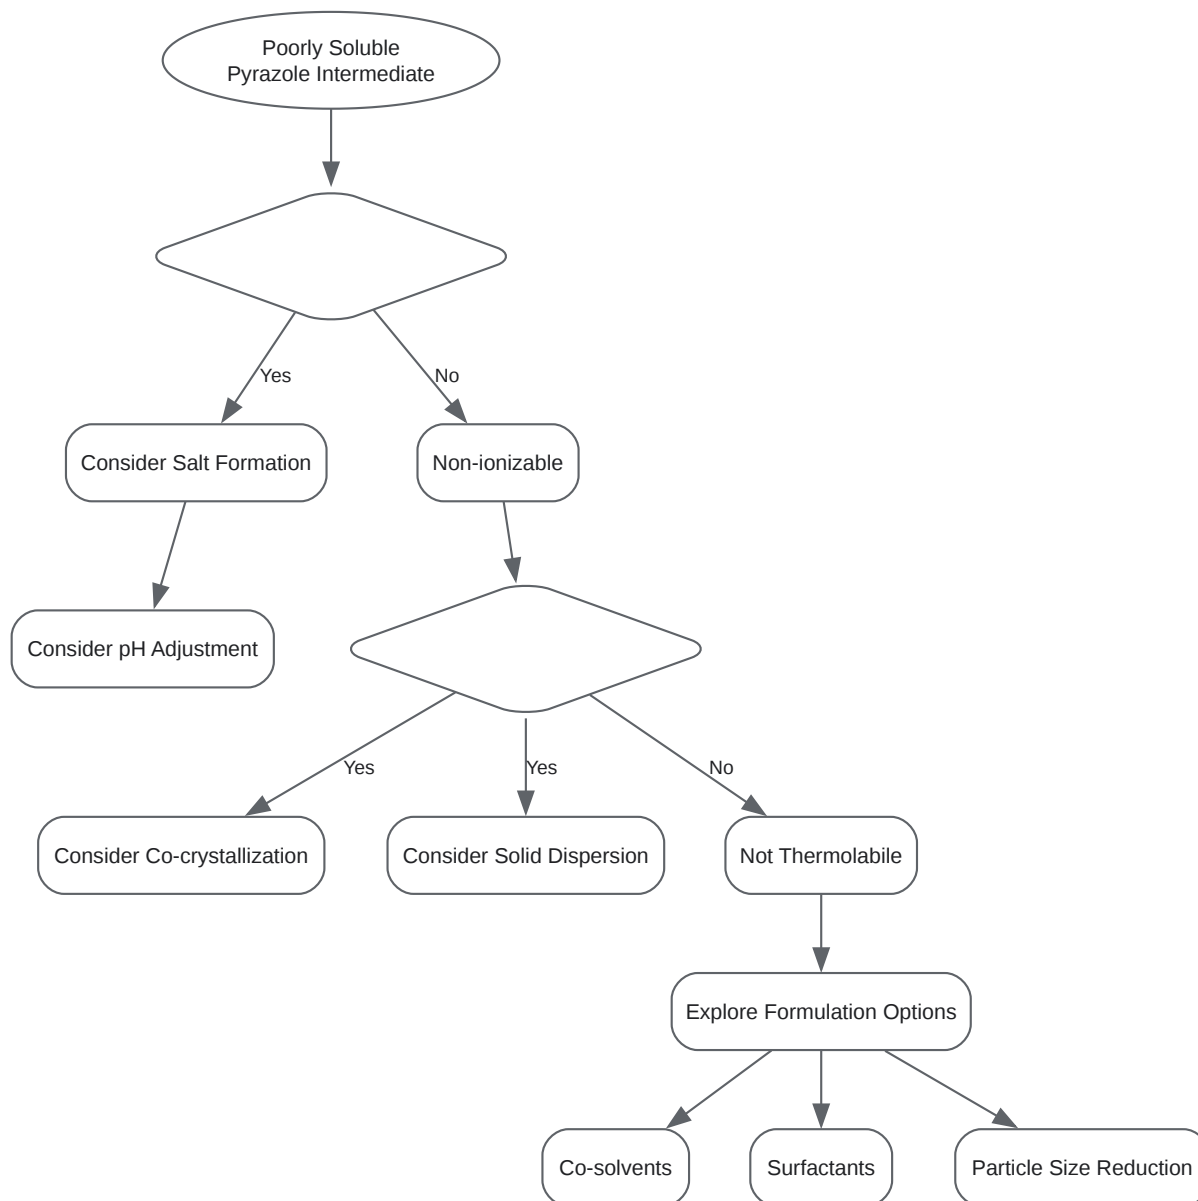 Poorly Soluble
Pyrazole Intermediate
Yes
No
Consider Salt Formation
Non-ionizable
Consider pH Adjustment
Yes
Yes
No
Consider Co-crystallization
Consider Solid Dispersion
Not Thermolabile
Explore Formulation Options
Co-solvents
Surfactants
Particle Size Reduction